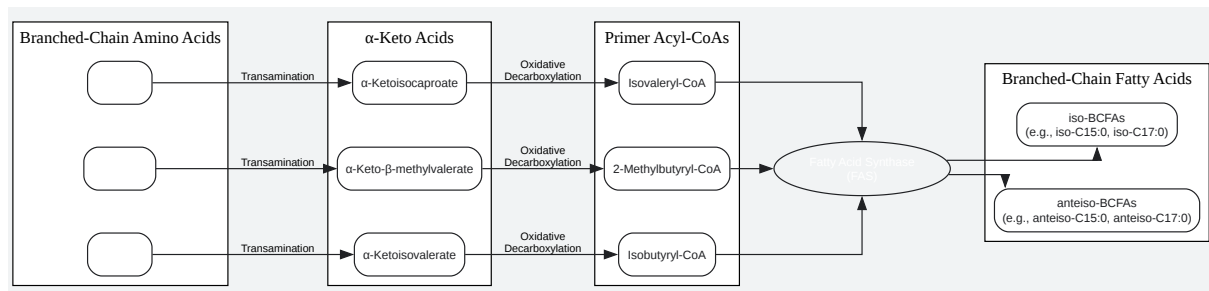 Branched-Chain Amino Acids
α-Keto Acids
Primer Acyl-CoAs
Branched-Chain Fatty Acids
Transamination
α-Ketoisocaproate
Oxidative
Decarboxylation
Isovaleryl-CoA
Transamination
α-Keto-β-methylvalerate
Oxidative
Decarboxylation
2-Methylbutyryl-CoA
Transamination
α-Ketoisovalerate
Oxidative
Decarboxylation
Isobutyryl-CoA
Fatty Acid Synthase
(FAS)
iso-BCFAs
(e.g., iso-C15:0, iso-C17:0)
anteiso-BCFAs
(e.g., anteiso-C15:0, anteiso-C17:0)